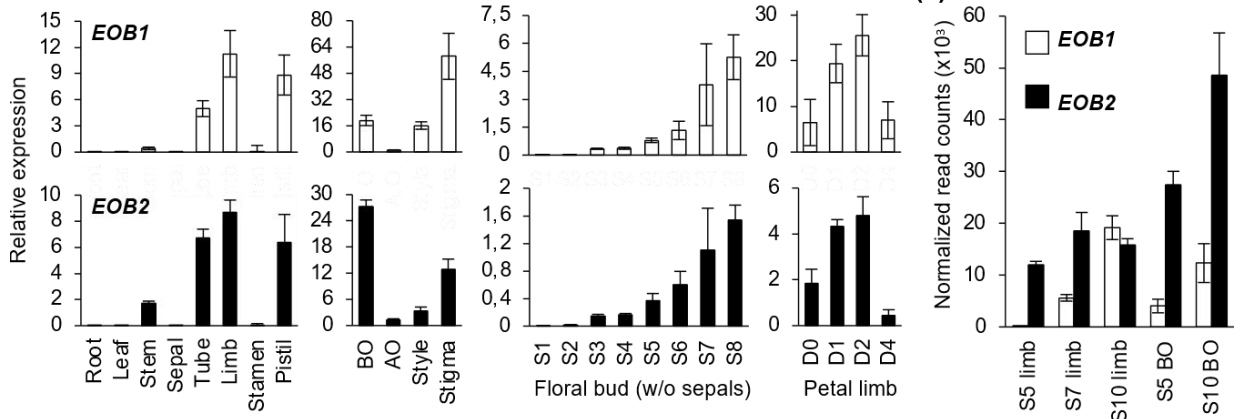 Relative expression
EOB1
15
12
9
6
3
0
80
64
48
32
16
0
7,5
6
4,5
3
1,5
0
30
20
10
0
EOB2
10
8
6
4
2
0
30
24
18
12
6
0
2
1,6
1,2
0,8
0,4
0
6
4
2
0
Root
Leaf
Stem
Sepal
Tube
Limb
Stamen
Pistil
BO
AO
Style
Stigma
S1
S2
S3
S4
S5
S6
S7
S8
Floral bud (w/o sepals)
D0
D1
D2
D4
Petal limb
Normalized read counts (x10³)
60
50
40
30
20
10
0
EOB1
EOB2
S5 limb
S7 limb
S10 limb
S5 BO
S10 BO